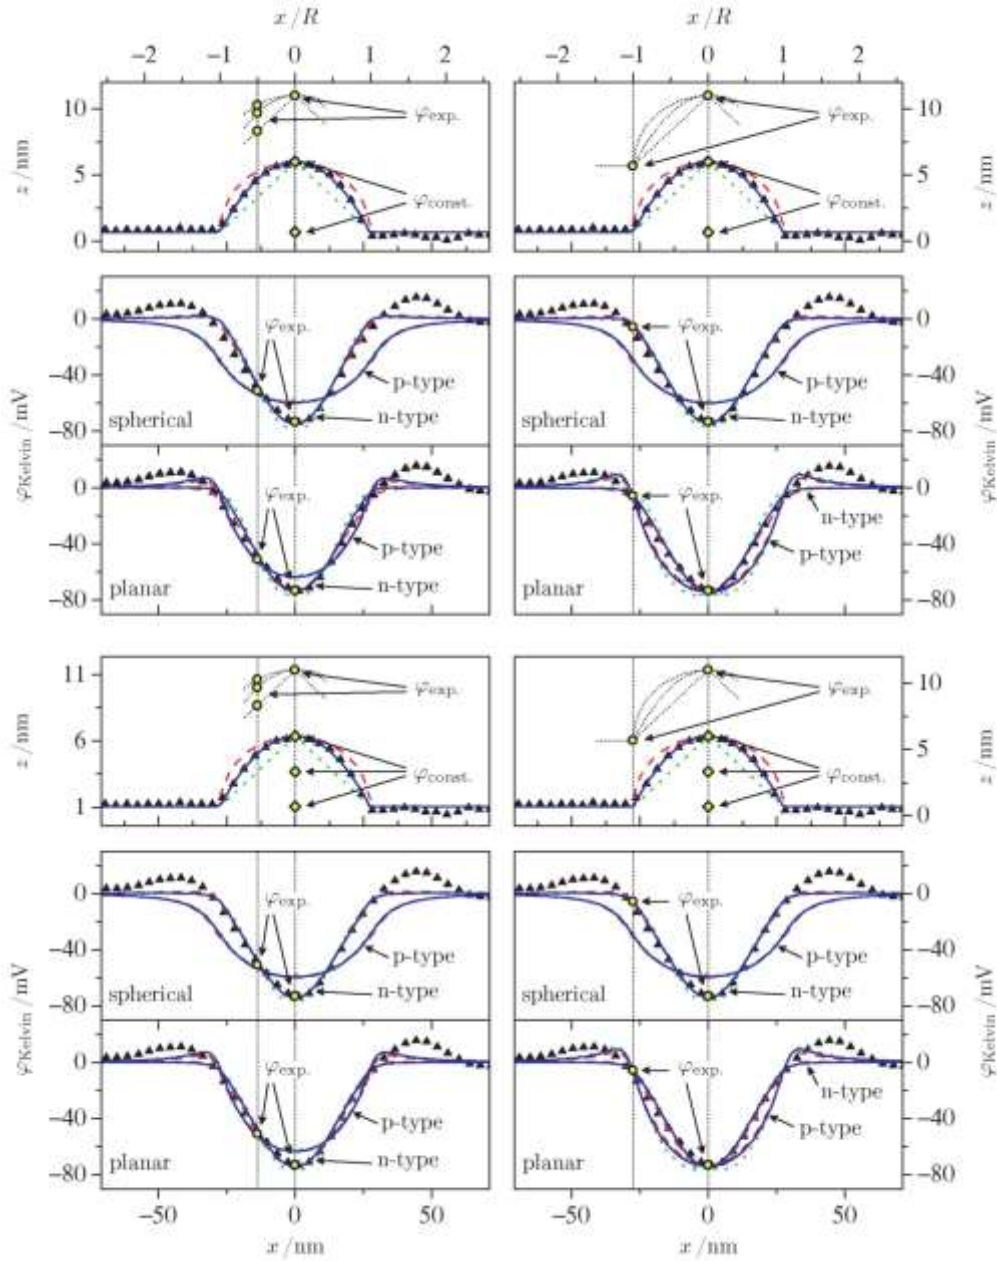 x / R
x / R
−2 −1 0 1 2
−2 −1 0 1 2
z / nm
10
5
0
φexp.
φconst.
φexp.
φconst.
10
5
0
z / nm
φKelvin / mV
0
−40
−80
φexp.
p-type
n-type
spherical
φexp.
p-type
n-type
0
−40
−80
φKelvin / mV
0
−40
−80
φexp.
p-type
n-type
planar
φexp.
n-type
p-type
planar
0
−40
−80
z / nm
11
6
1
φexp.
φconst.
φexp.
φconst.
10
5
0
z / nm
φKelvin / mV
0
−40
−80
φexp.
p-type
n-type
spherical
φexp.
p-type
n-type
spherical
0
−40
−80
φKelvin / mV
0
−40
−80
φexp.
p-type
n-type
planar
φexp.
n-type
p-type
planar
0
−40
−80
−50 0 50
−50 0 50
x / nm
x / nm